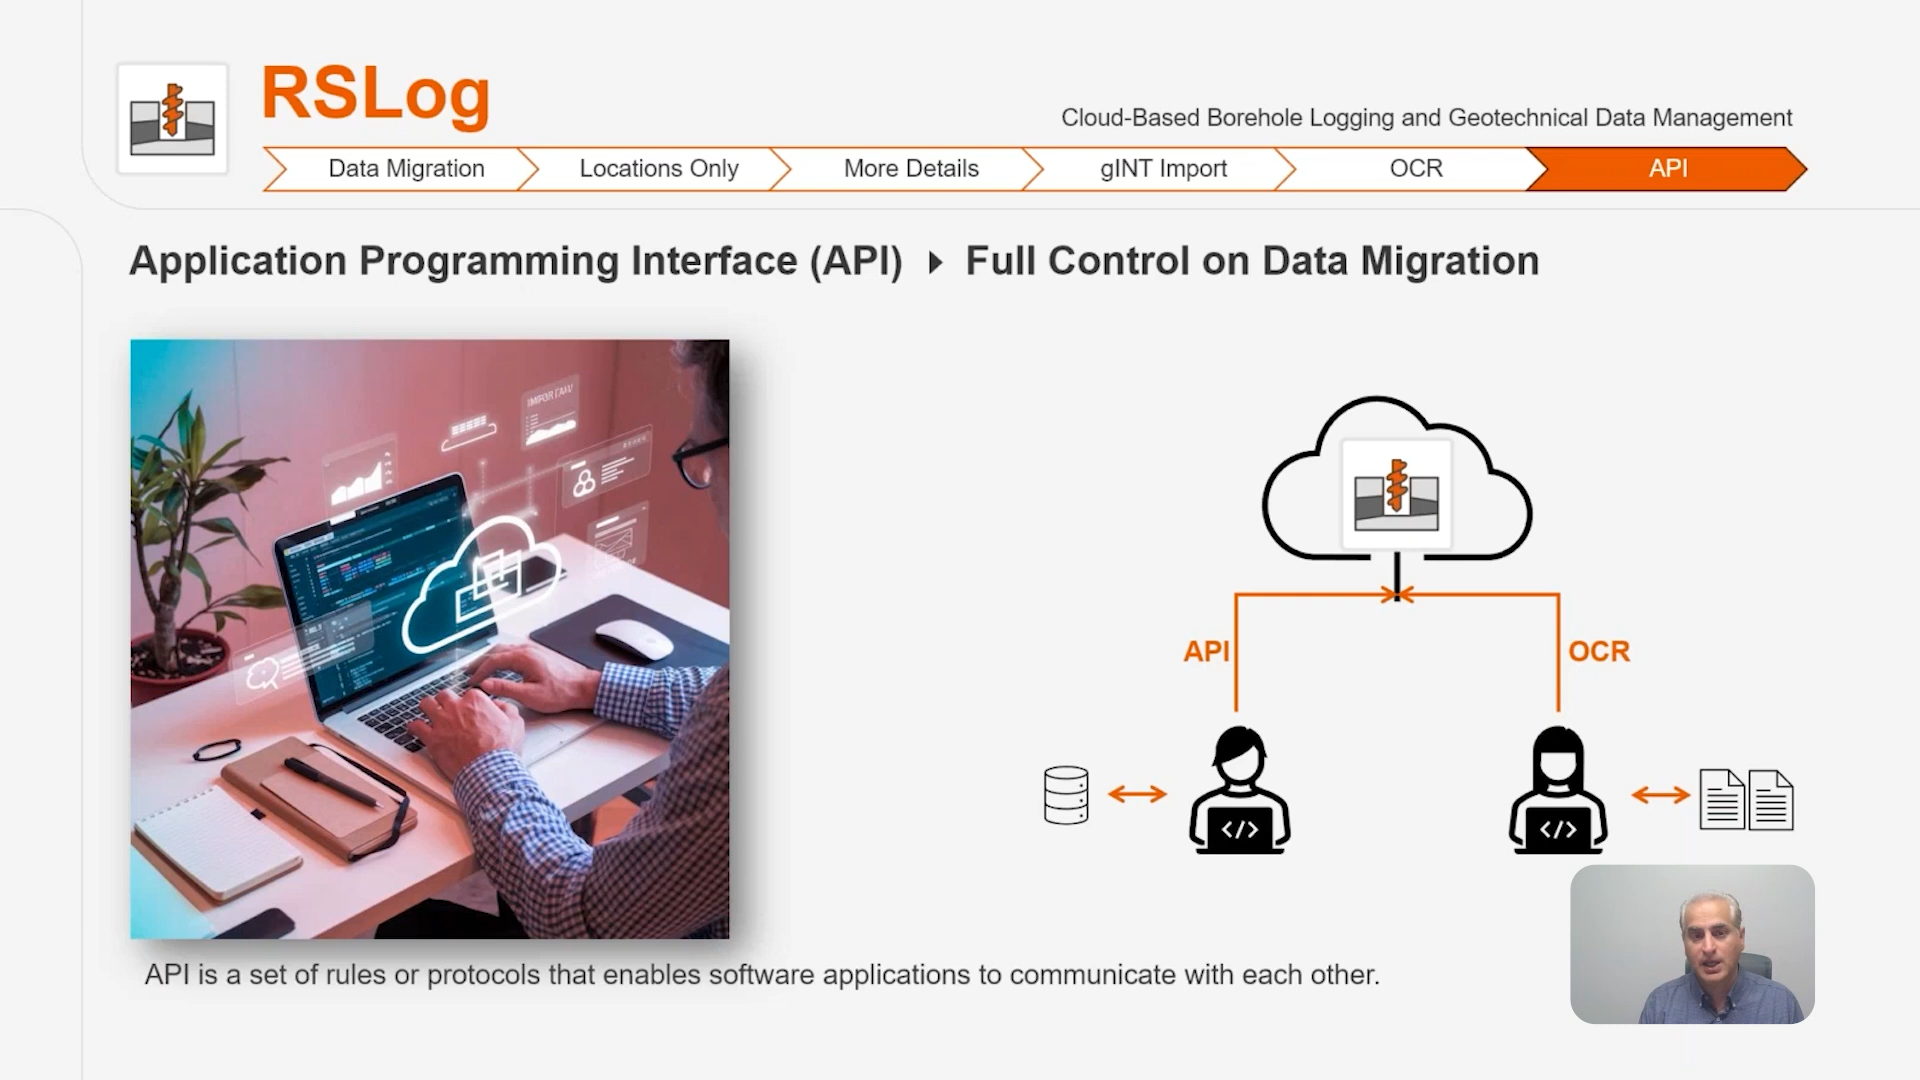 RSLog
Cloud-Based Borehole Logging and Geotechnical Data Management
Data Migration
Locations Only
More Details
gINT Import
OCR
API
Application Programming Interface (API) ▸ Full Control on Data Migration
API
OCR
</>
</>
API is a set of rules or protocols that enables software applications to communicate with each other.